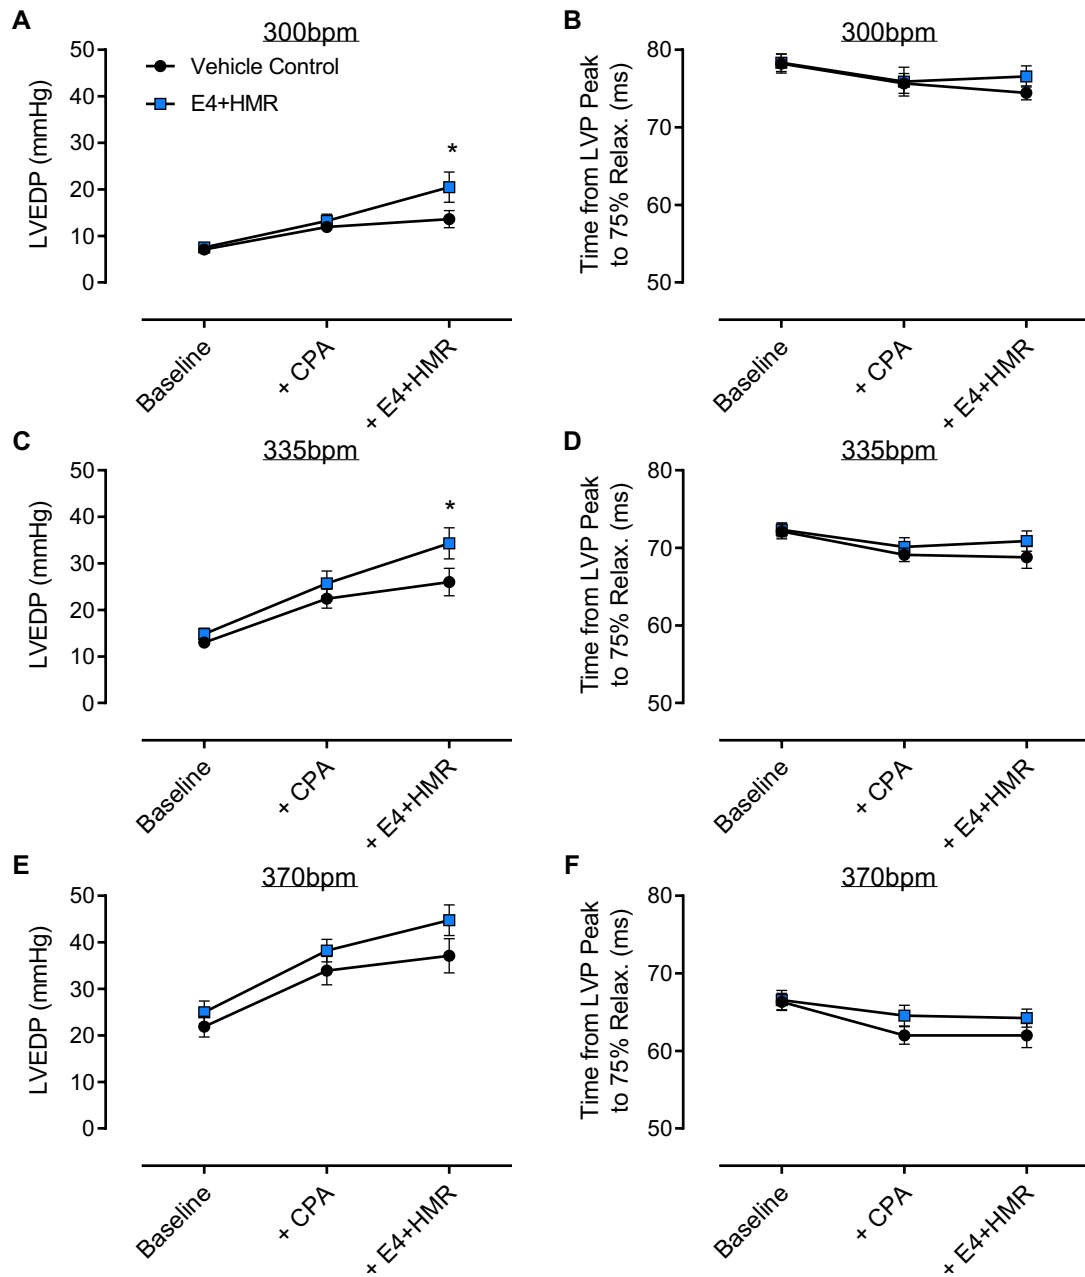 A
300bpm
50
40
30
20
10
0
LVEDP (mmHg)
Vehicle Control
E4+HMR
*
Baseline
+ CPA
+ E4+HMR
B
300bpm
80
70
60
50
Time from LVP Peak
to 75% Relax. (ms)
Baseline
+ CPA
+ E4+HMR
C
335bpm
50
40
30
20
10
0
LVEDP (mmHg)
*
Baseline
+ CPA
+ E4+HMR
D
335bpm
80
70
60
50
Time from LVP Peak
to 75% Relax. (ms)
Baseline
+ CPA
+ E4+HMR
E
370bpm
50
40
30
20
10
0
LVEDP (mmHg)
Baseline
+ CPA
+ E4+HMR
F
370bpm
80
70
60
50
Time from LVP Peak
to 75% Relax. (ms)
Baseline
+ CPA
+ E4+HMR